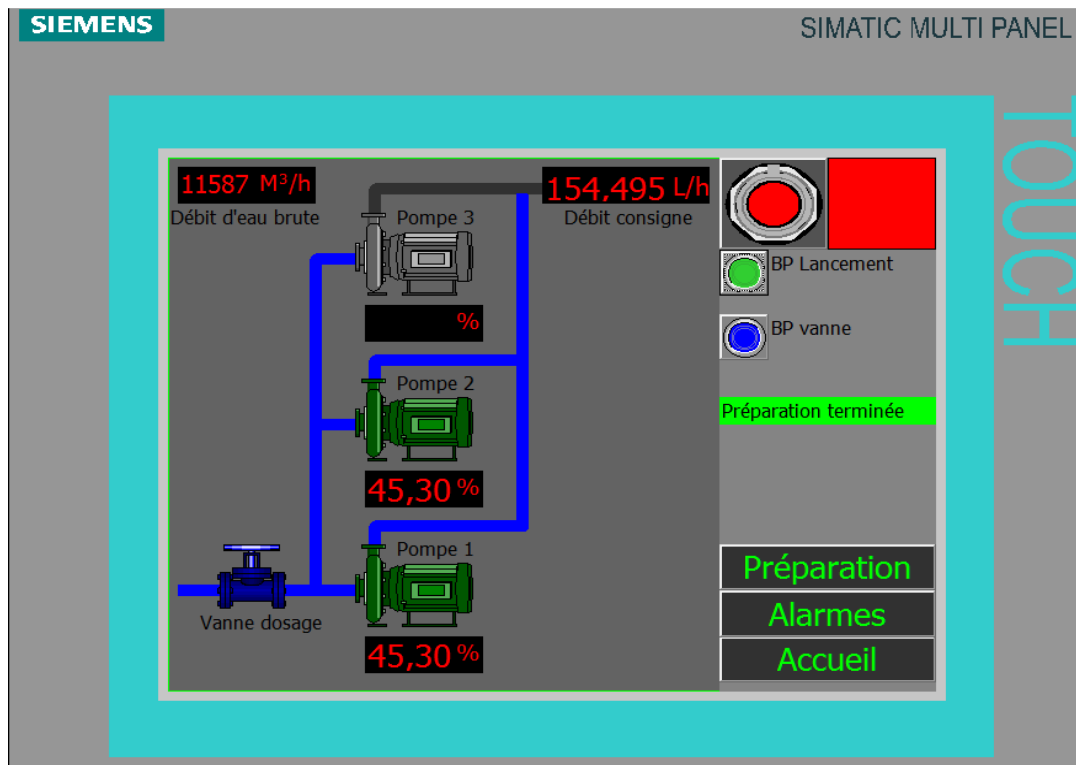 SIEMENS
SIMATIC MULTI PANEL
TOUCH
11587 M³/h
Débit d'eau brute
154,495 L/h
Débit consigne
Pompe 3
%
Pompe 2
45,30 %
Pompe 1
45,30 %
Vanne dosage
BP Lancement
BP vanne
Préparation terminée
Préparation
Alarmes
Accueil